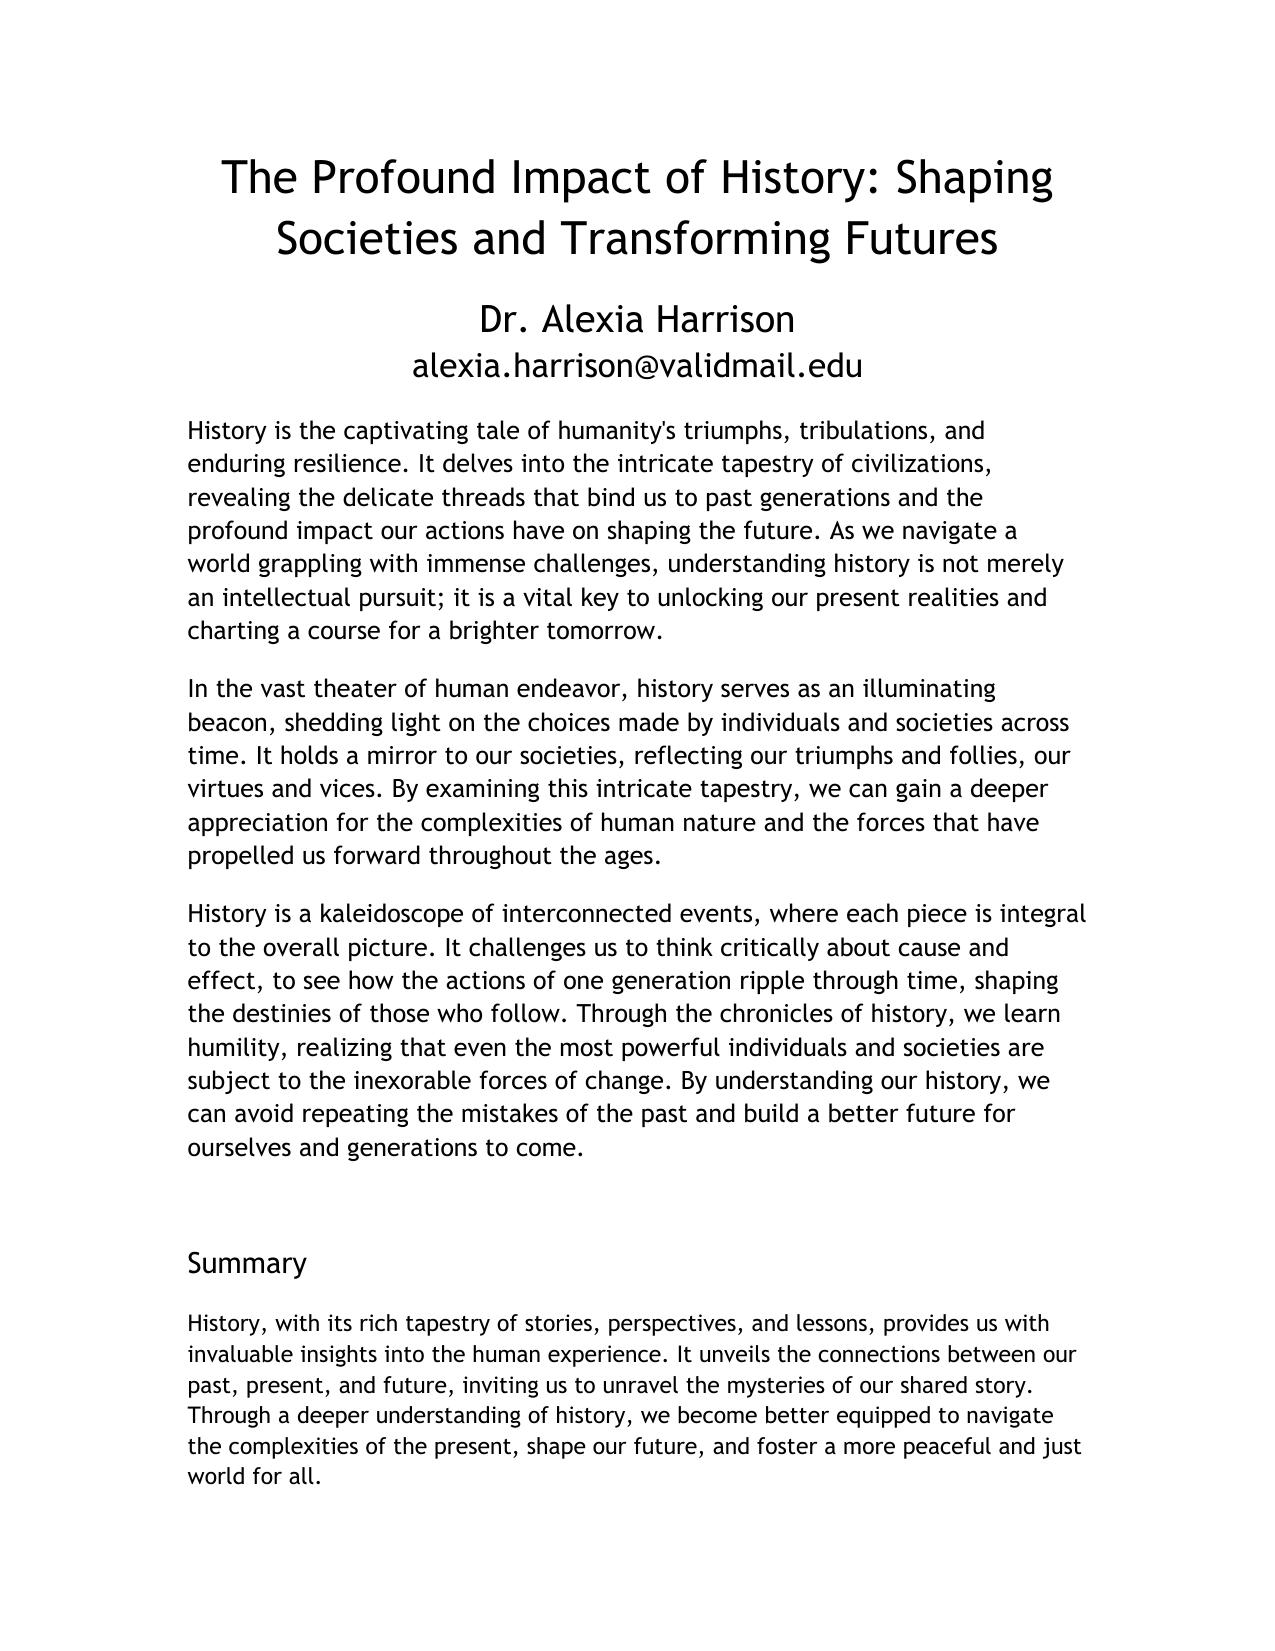 The Profound Impact of History: Shaping
Societies and Transforming Futures
Dr. Alexia Harrison
alexia.harrison@validmail.edu
History is the captivating tale of humanity's triumphs, tribulations, and
enduring resilience. It delves into the intricate tapestry of civilizations,
revealing the delicate threads that bind us to past generations and the
profound impact our actions have on shaping the future. As we navigate a
world grappling with immense challenges, understanding history is not merely
an intellectual pursuit; it is a vital key to unlocking our present realities and
charting a course for a brighter tomorrow.
In the vast theater of human endeavor, history serves as an illuminating
beacon, shedding light on the choices made by individuals and societies across
time. It holds a mirror to our societies, reflecting our triumphs and follies, our
virtues and vices. By examining this intricate tapestry, we can gain a deeper
appreciation for the complexities of human nature and the forces that have
propelled us forward throughout the ages.
History is a kaleidoscope of interconnected events, where each piece is integral
to the overall picture. It challenges us to think critically about cause and
effect, to see how the actions of one generation ripple through time, shaping
the destinies of those who follow. Through the chronicles of history, we learn
humility, realizing that even the most powerful individuals and societies are
subject to the inexorable forces of change. By understanding our history, we
can avoid repeating the mistakes of the past and build a better future for
ourselves and generations to come.
Summary
History, with its rich tapestry of stories, perspectives, and lessons, provides us with
invaluable insights into the human experience. It unveils the connections between our
past, present, and future, inviting us to unravel the mysteries of our shared story.
Through a deeper understanding of history, we become better equipped to navigate
the complexities of the present, shape our future, and foster a more peaceful and just
world for all.